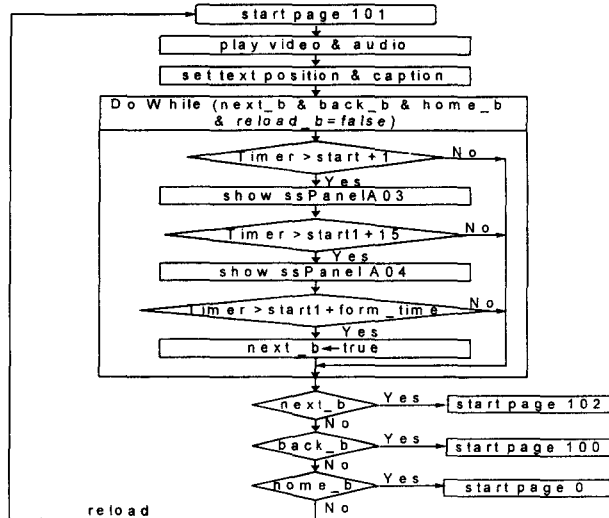 start page 101
play video & audio
set text position & caption
Do While (next_b & back_b & home_b
& reload_b=false)
Timer > start + 1
No
Yes
show ssPanelA03
Timer > start1 + 15
No
Yes
show ssPanelA04
Timer > start1 + form_time
No
Yes
next_b ← true
next_b
Yes
start page 102
No
back_b
Yes
start page 100
No
home_b
Yes
start page 0
reload
No